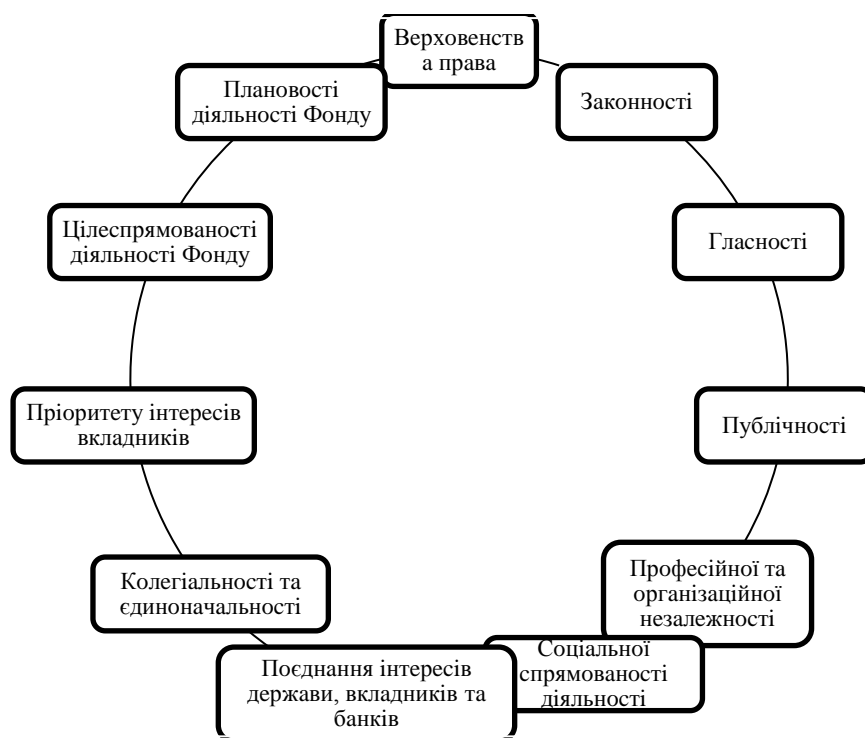 Верховенств
а права
Законності
Гласності
Публічності
Професійної та
організаційної
незалежності
Соціальної
спрямованості
діяльності
Поєднання інтересів
держави, вкладників та
банків
Колегіальності та
єдиноначальності
Пріоритету інтересів
вкладників
Цілеспрямованості
діяльності Фонду
Плановості
діяльності Фонду